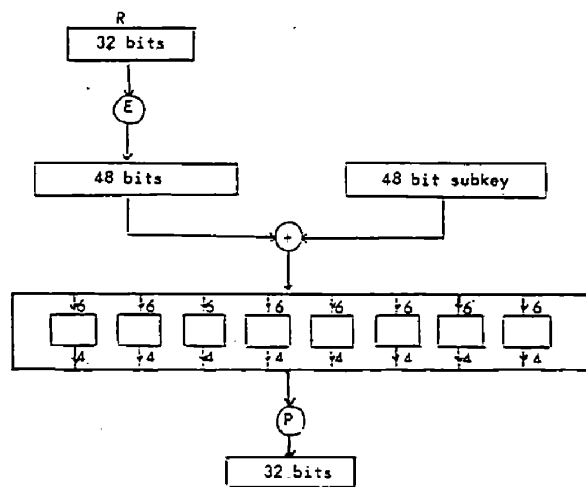 R
32 bits
E
48 bits
48 bit subkey
+
6 6 6 6 6 6 6 6
4 4 4 4 4 4 4 4
P
32 bits